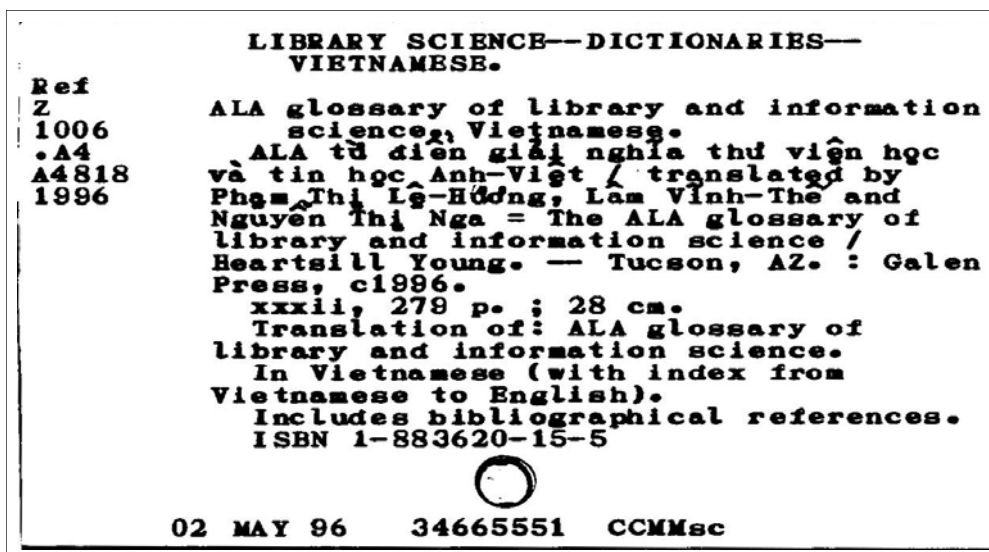 LIBRARY SCIENCE--DICTIONARIES--
VIETNAMESE.
Ref
Z ALA glossary of library and information
1006 science, Vietnamese.
.A4 ALA từ điển giải nghĩa thư viện học
A4818 và tin học Anh-Việt / translated by
1996 Phạm Thị Lệ-Hương, Lâm Vĩnh-Thế and
Nguyễn Thị Nga = The ALA glossary of
library and information science /
Heartsill Young. -- Tucson, AZ. : Galen
Press, c1996.
xxxii, 279 p. ; 28 cm.
Translation of: ALA glossary of
library and information science.
In Vietnamese (with index from
Vietnamese to English).
Includes bibliographical references.
ISBN 1-883620-15-5
02 MAY 96 34665551 CCMMsc